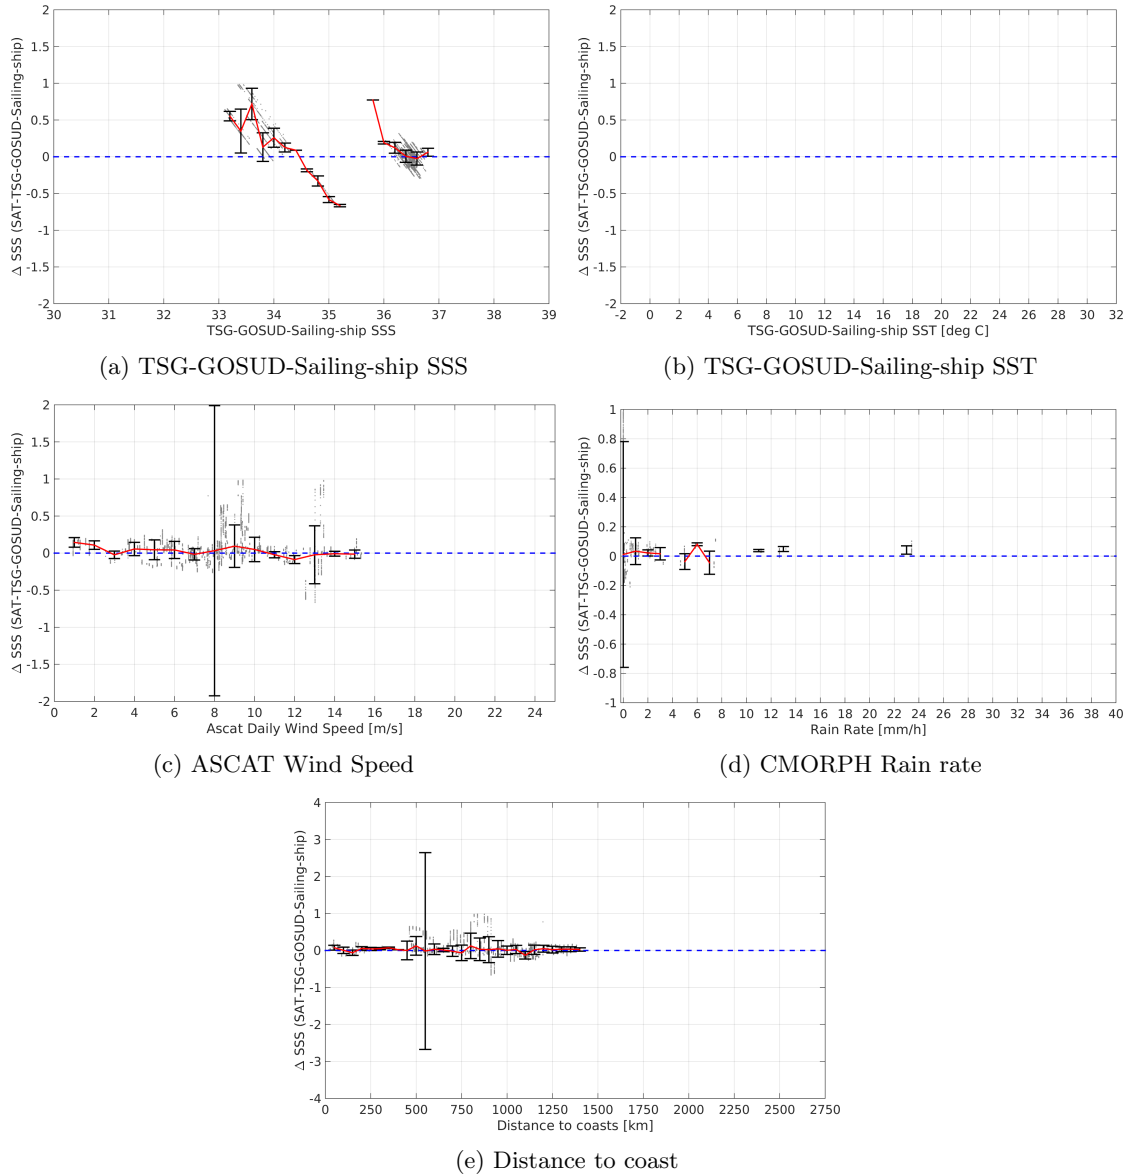 2
1.5
1
0.5
0
-0.5
-1
-1.5
-2
Δ SSS (SAT-TSG-GOSUD-Sailing-ship)
30 31 32 33 34 35 36 37 38 39
TSG-GOSUD-Sailing-ship SSS
(a) TSG-GOSUD-Sailing-ship SSS
2
1.5
1
0.5
0
-0.5
-1
-1.5
-2
Δ SSS (SAT-TSG-GOSUD-Sailing-ship)
-2 0 2 4 6 8 10 12 14 16 18 20 22 24 26 28 30 32
TSG-GOSUD-Sailing-ship SST [deg C]
(b) TSG-GOSUD-Sailing-ship SST
2
1.5
1
0.5
0
-0.5
-1
-1.5
-2
Δ SSS (SAT-TSG-GOSUD-Sailing-ship)
0 2 4 6 8 10 12 14 16 18 20 22 24
Ascat Daily Wind Speed [m/s]
(c) ASCAT Wind Speed
1
0.8
0.6
0.4
0.2
0
-0.2
-0.4
-0.6
-0.8
-1
Δ SSS (SAT-TSG-GOSUD-Sailing-ship)
0 2 4 6 8 10 12 14 16 18 20 22 24 26 28 30 32 34 36 38 40
Rain Rate [mm/h]
(d) CMORPH Rain rate
4
3
2
1
0
-1
-2
-3
-4
Δ SSS (SAT-TSG-GOSUD-Sailing-ship)
0 250 500 750 1000 1250 1500 1750 2000 2250 2500 2750
Distance to coasts [km]
(e) Distance to coast